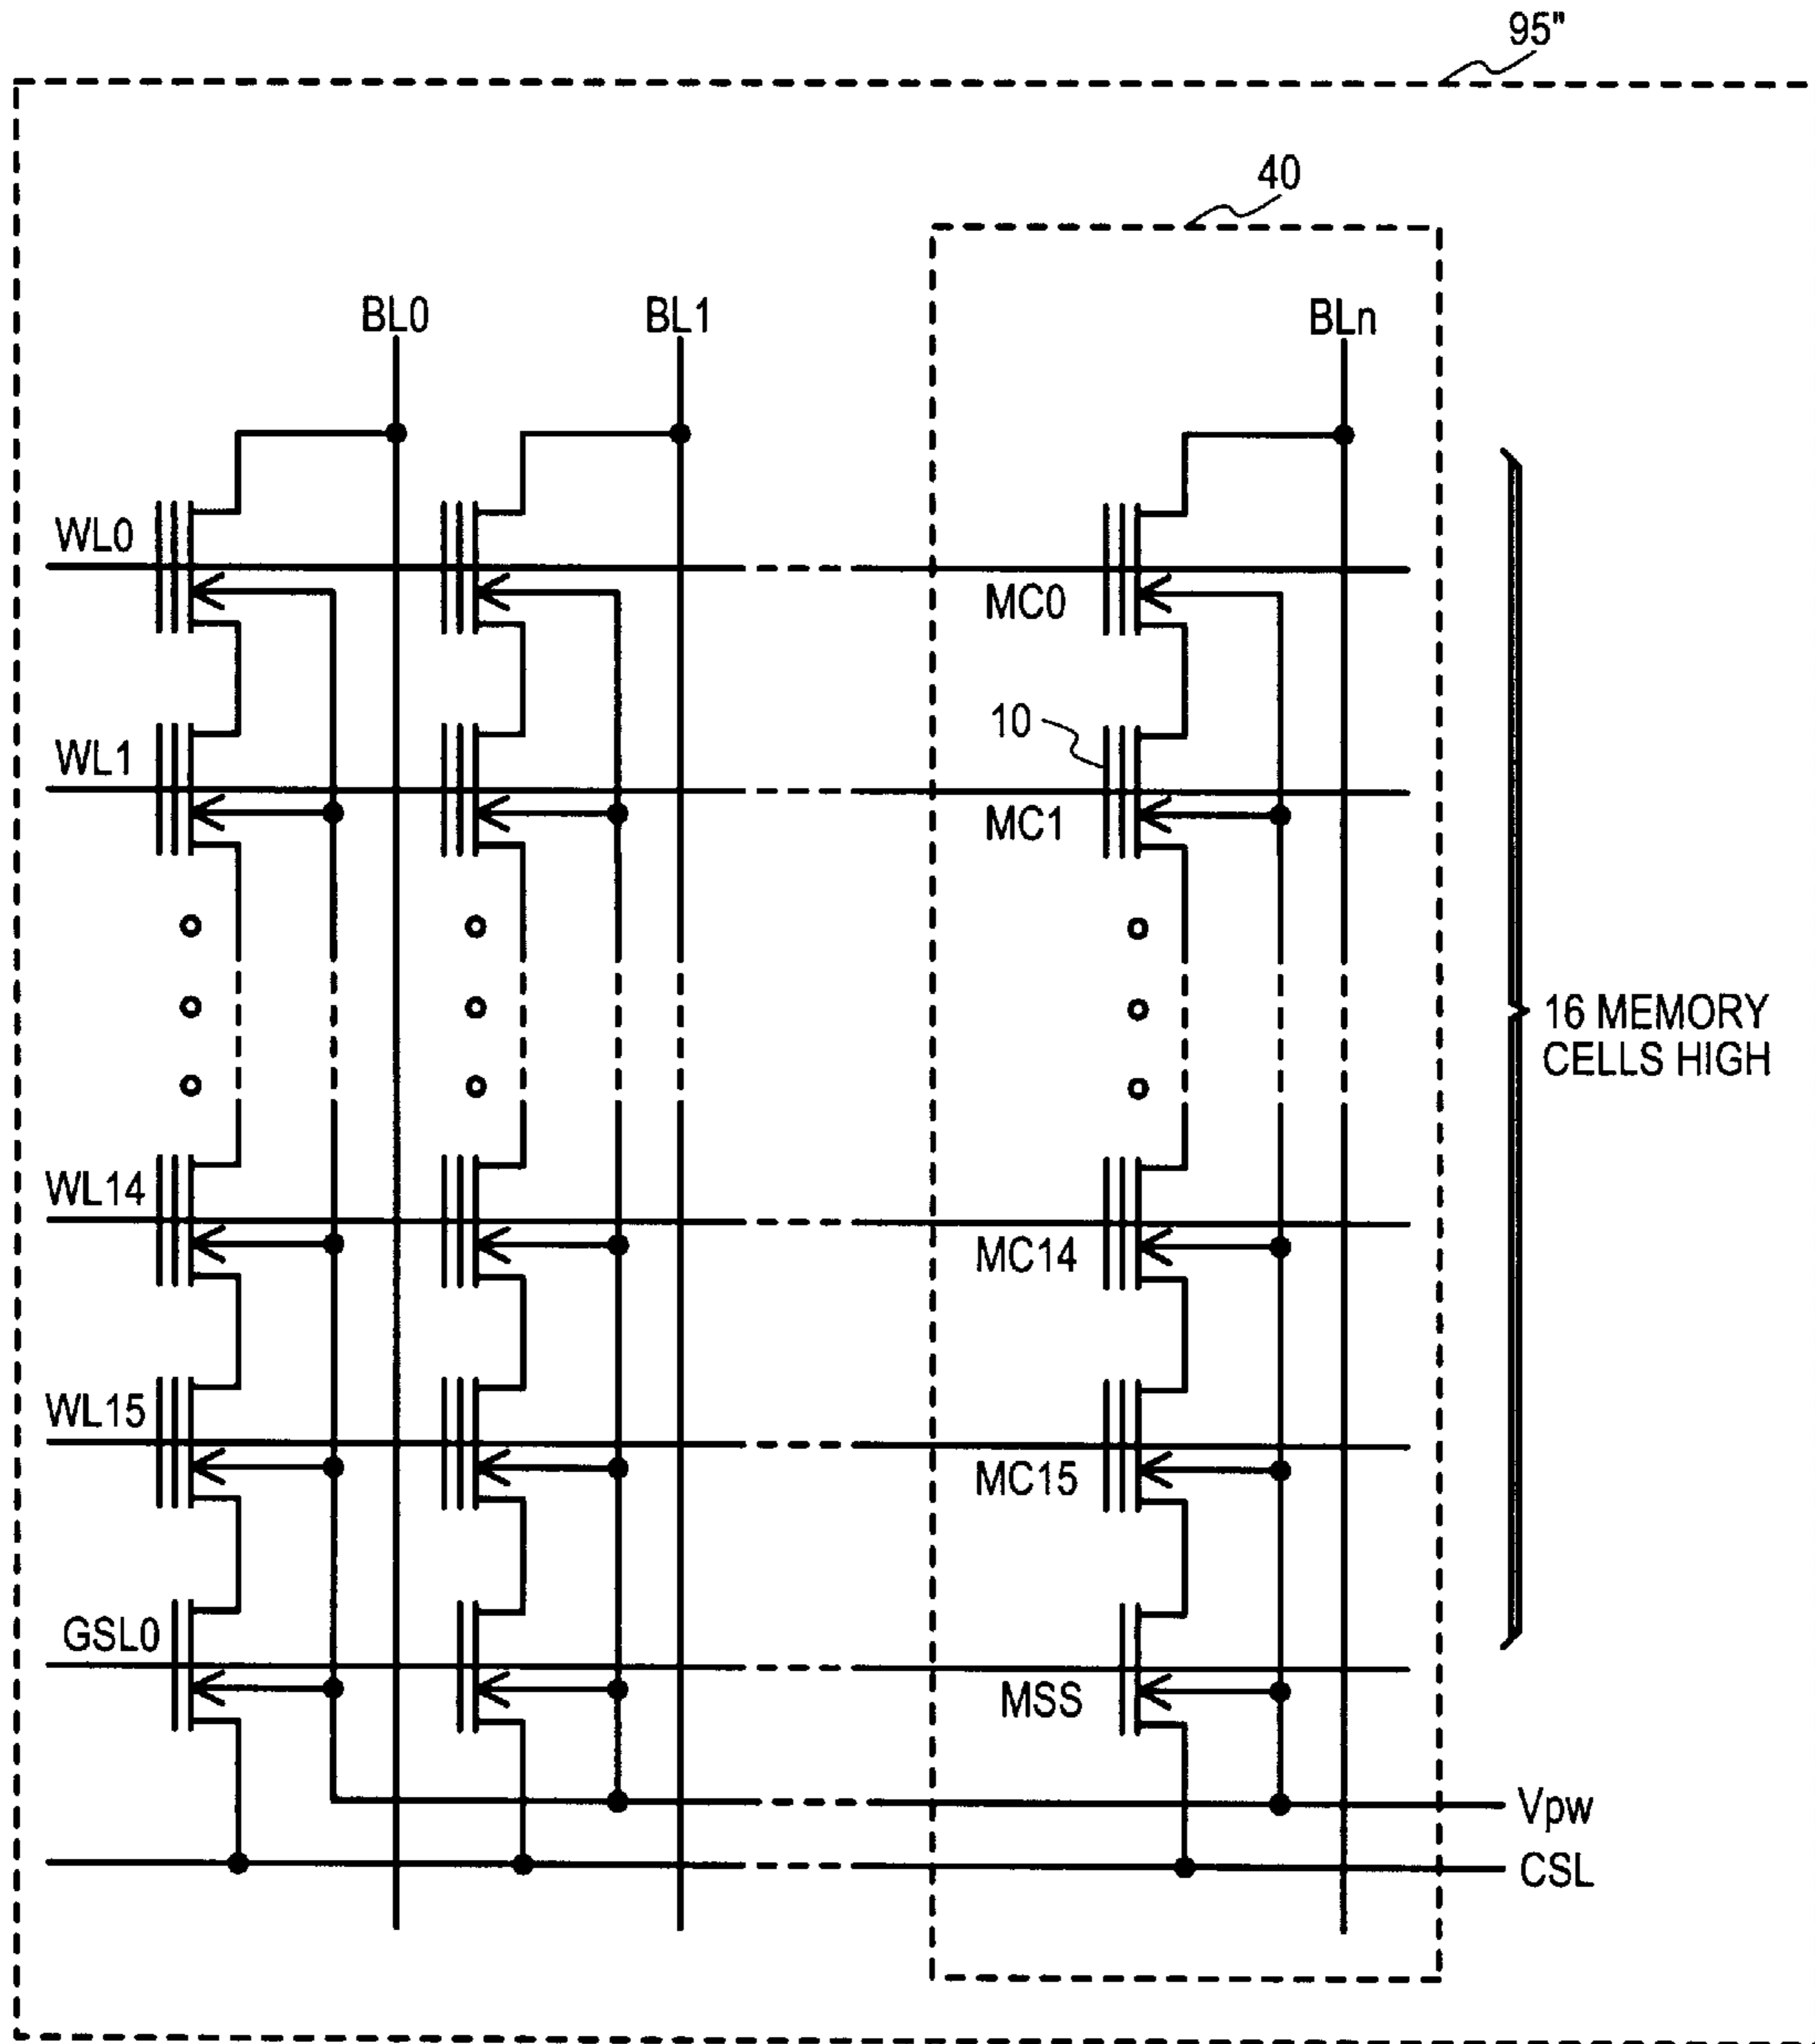 95"
40
BL0
BL1
BLn
WL0
MC0
10
WL1
MC1
16 MEMORY
CELLS HIGH
WL14
MC14
WL15
MC15
GSL0
MSS
Vpw
CSL